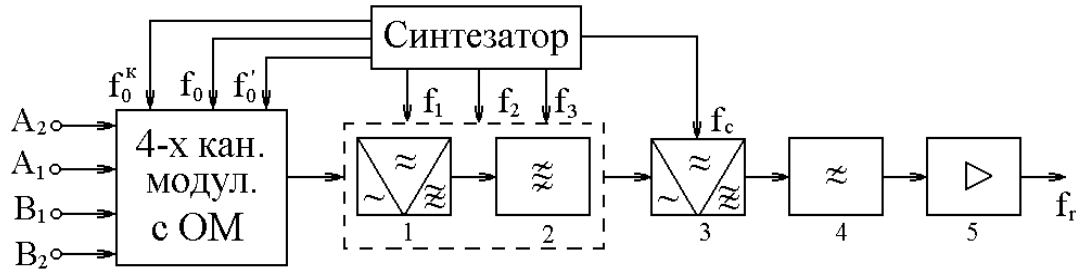 Синтезатор
f₀ᴷ f₀ f₀'
f₁ f₂ f₃
f_c
A₂
A₁
B₁
B₂
4-х кан.
модул.
с ОМ
1 2 3 4 5
f_г